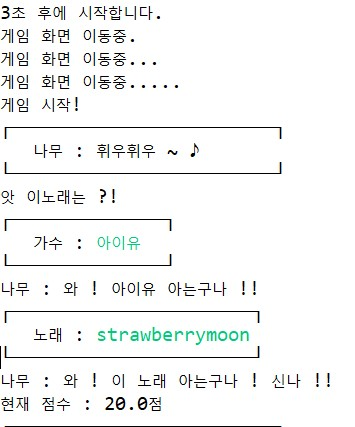 3초 후에 시작합니다.
게임 화면 이동중.
게임 화면 이동중...
게임 화면 이동중.....
게임 시작!
나무 : 휘우휘우 ~ ♪
앗 이노래는 ?!
가수 : 아이유
나무 : 와 ! 아이유 아는구나 !!
노래 : strawberrymoon
나무 : 와 ! 이 노래 아는구나 ! 신나 !!
현재 점수 : 20.0점